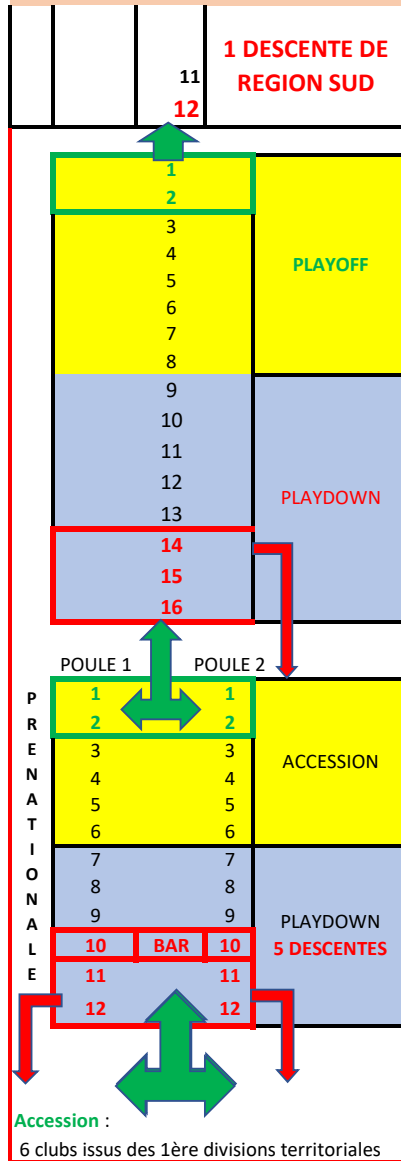 1 DESCENTE DE
REGION SUD
11
12
1
2
3
4
5
6
7
8
PLAYOFF
9
10
11
12
13
14
15
16
PLAYDOWN
POULE 1 POULE 2
PRENATIONALE
1 1
2 2
3 3
4 4
5 5
6 6
ACCESSION
7 7
8 8
9 9
10 BAR 10
11 11
12 12
PLAYDOWN
5 DESCENTES
Accession :
6 clubs issus des 1ère divisions territoriales